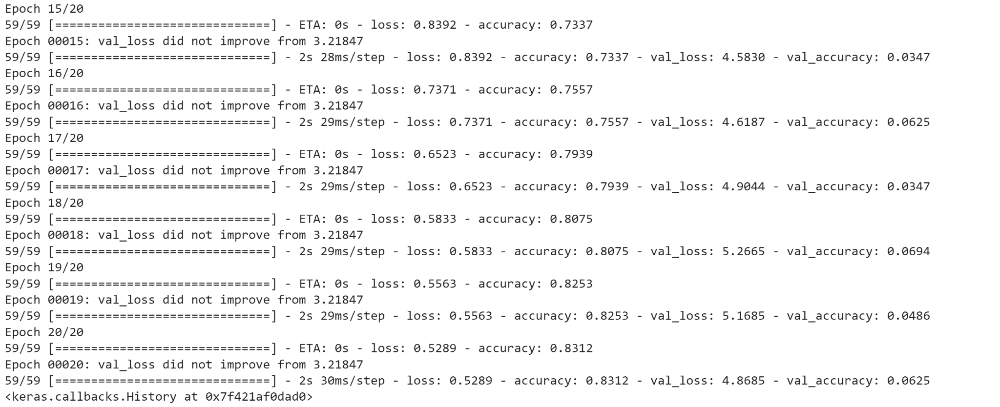 Epoch 15/20
59/59 [==============================] - ETA: 0s - loss: 0.8392 - accuracy: 0.7337
Epoch 00015: val_loss did not improve from 3.21847
59/59 [==============================] - 2s 28ms/step - loss: 0.8392 - accuracy: 0.7337 - val_loss: 4.5830 - val_accuracy: 0.0347
Epoch 16/20
59/59 [==============================] - ETA: 0s - loss: 0.7371 - accuracy: 0.7557
Epoch 00016: val_loss did not improve from 3.21847
59/59 [==============================] - 2s 29ms/step - loss: 0.7371 - accuracy: 0.7557 - val_loss: 4.6187 - val_accuracy: 0.0625
Epoch 17/20
59/59 [==============================] - ETA: 0s - loss: 0.6523 - accuracy: 0.7939
Epoch 00017: val_loss did not improve from 3.21847
59/59 [==============================] - 2s 29ms/step - loss: 0.6523 - accuracy: 0.7939 - val_loss: 4.9044 - val_accuracy: 0.0347
Epoch 18/20
59/59 [==============================] - ETA: 0s - loss: 0.5833 - accuracy: 0.8075
Epoch 00018: val_loss did not improve from 3.21847
59/59 [==============================] - 2s 29ms/step - loss: 0.5833 - accuracy: 0.8075 - val_loss: 5.2665 - val_accuracy: 0.0694
Epoch 19/20
59/59 [==============================] - ETA: 0s - loss: 0.5563 - accuracy: 0.8253
Epoch 00019: val_loss did not improve from 3.21847
59/59 [==============================] - 2s 29ms/step - loss: 0.5563 - accuracy: 0.8253 - val_loss: 5.1685 - val_accuracy: 0.0486
Epoch 20/20
59/59 [==============================] - ETA: 0s - loss: 0.5289 - accuracy: 0.8312
Epoch 00020: val_loss did not improve from 3.21847
59/59 [==============================] - 2s 30ms/step - loss: 0.5289 - accuracy: 0.8312 - val_loss: 4.8685 - val_accuracy: 0.0625
<keras.callbacks.History at 0x7f421af0dad0>